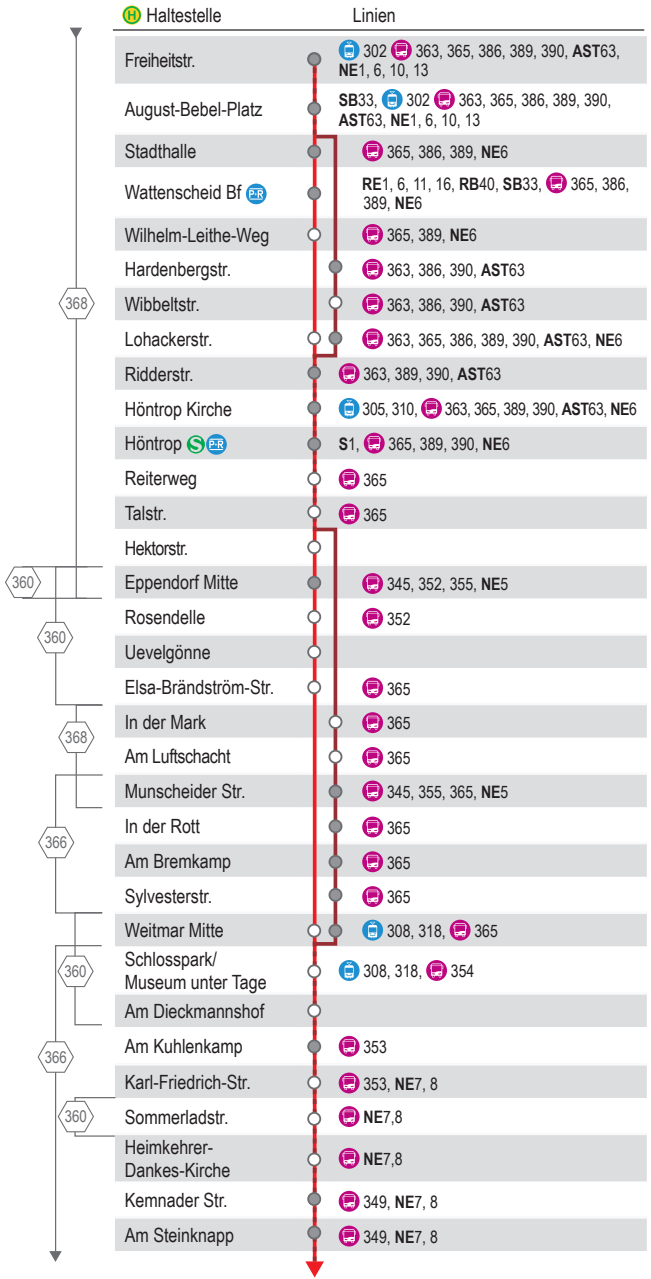 H Haltestelle Linien
Freiheitstr. 302 363, 365, 386, 389, 390, AST63,
NE1, 6, 10, 13
August-Bebel-Platz SB33, 302 363, 365, 386, 389, 390,
AST63, NE1, 6, 10, 13
Stadthalle 365, 386, 389, NE6
Wattenscheid Bf P+R RE1, 6, 11, 16, RB40, SB33, 365, 386,
389, NE6
Wilhelm-Leithe-Weg 365, 389, NE6
Hardenbergstr. 363, 386, 390, AST63
368
Wibbeltstr. 363, 386, 390, AST63
Lohackerstr. 363, 365, 386, 389, 390, AST63, NE6
Ridderstr. 363, 389, 390, AST63
Höntrop Kirche 305, 310, 363, 365, 389, 390, AST63, NE6
Höntrop S P+R S1, 365, 389, 390, NE6
Reiterweg 365
Talstr. 365
Hektorstr.
360
Eppendorf Mitte 345, 352, 355, NE5
Rosendelle 352
360
Uevelgönne
Elsa-Brändström-Str. 365
In der Mark 365
368
Am Luftschacht 365
Munscheider Str. 345, 355, 365, NE5
In der Rott 365
366
Am Bremkamp 365
Sylvesterstr. 365
Weitmar Mitte 308, 318, 365
Schlosspark/
Museum unter Tage 308, 318, 354
360
Am Dieckmannshof
Am Kuhlenkamp 353
366
Karl-Friedrich-Str. 353, NE7, 8
360
Sommerladstr. NE7,8
Heimkehrer-
Dankes-Kirche NE7,8
Kemnader Str. 349, NE7, 8
Am Steinknapp 349, NE7, 8